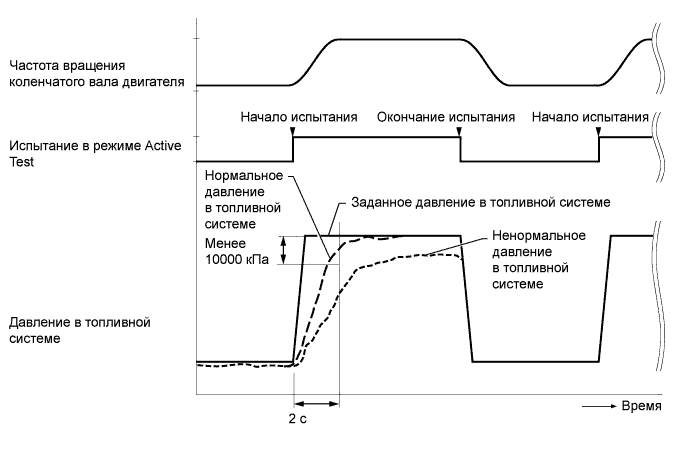 Частота вращения
коленчатого вала двигателя
Начало испытания
Окончание испытания
Начало испытания
Испытание в режиме Active
Test
Нормальное
давление
в топливной
системе
Заданное давление в топливной системе
Менее
10000 кПа
Ненормальное
давление
в топливной
системе
Давление в топливной
системе
2 с
Время